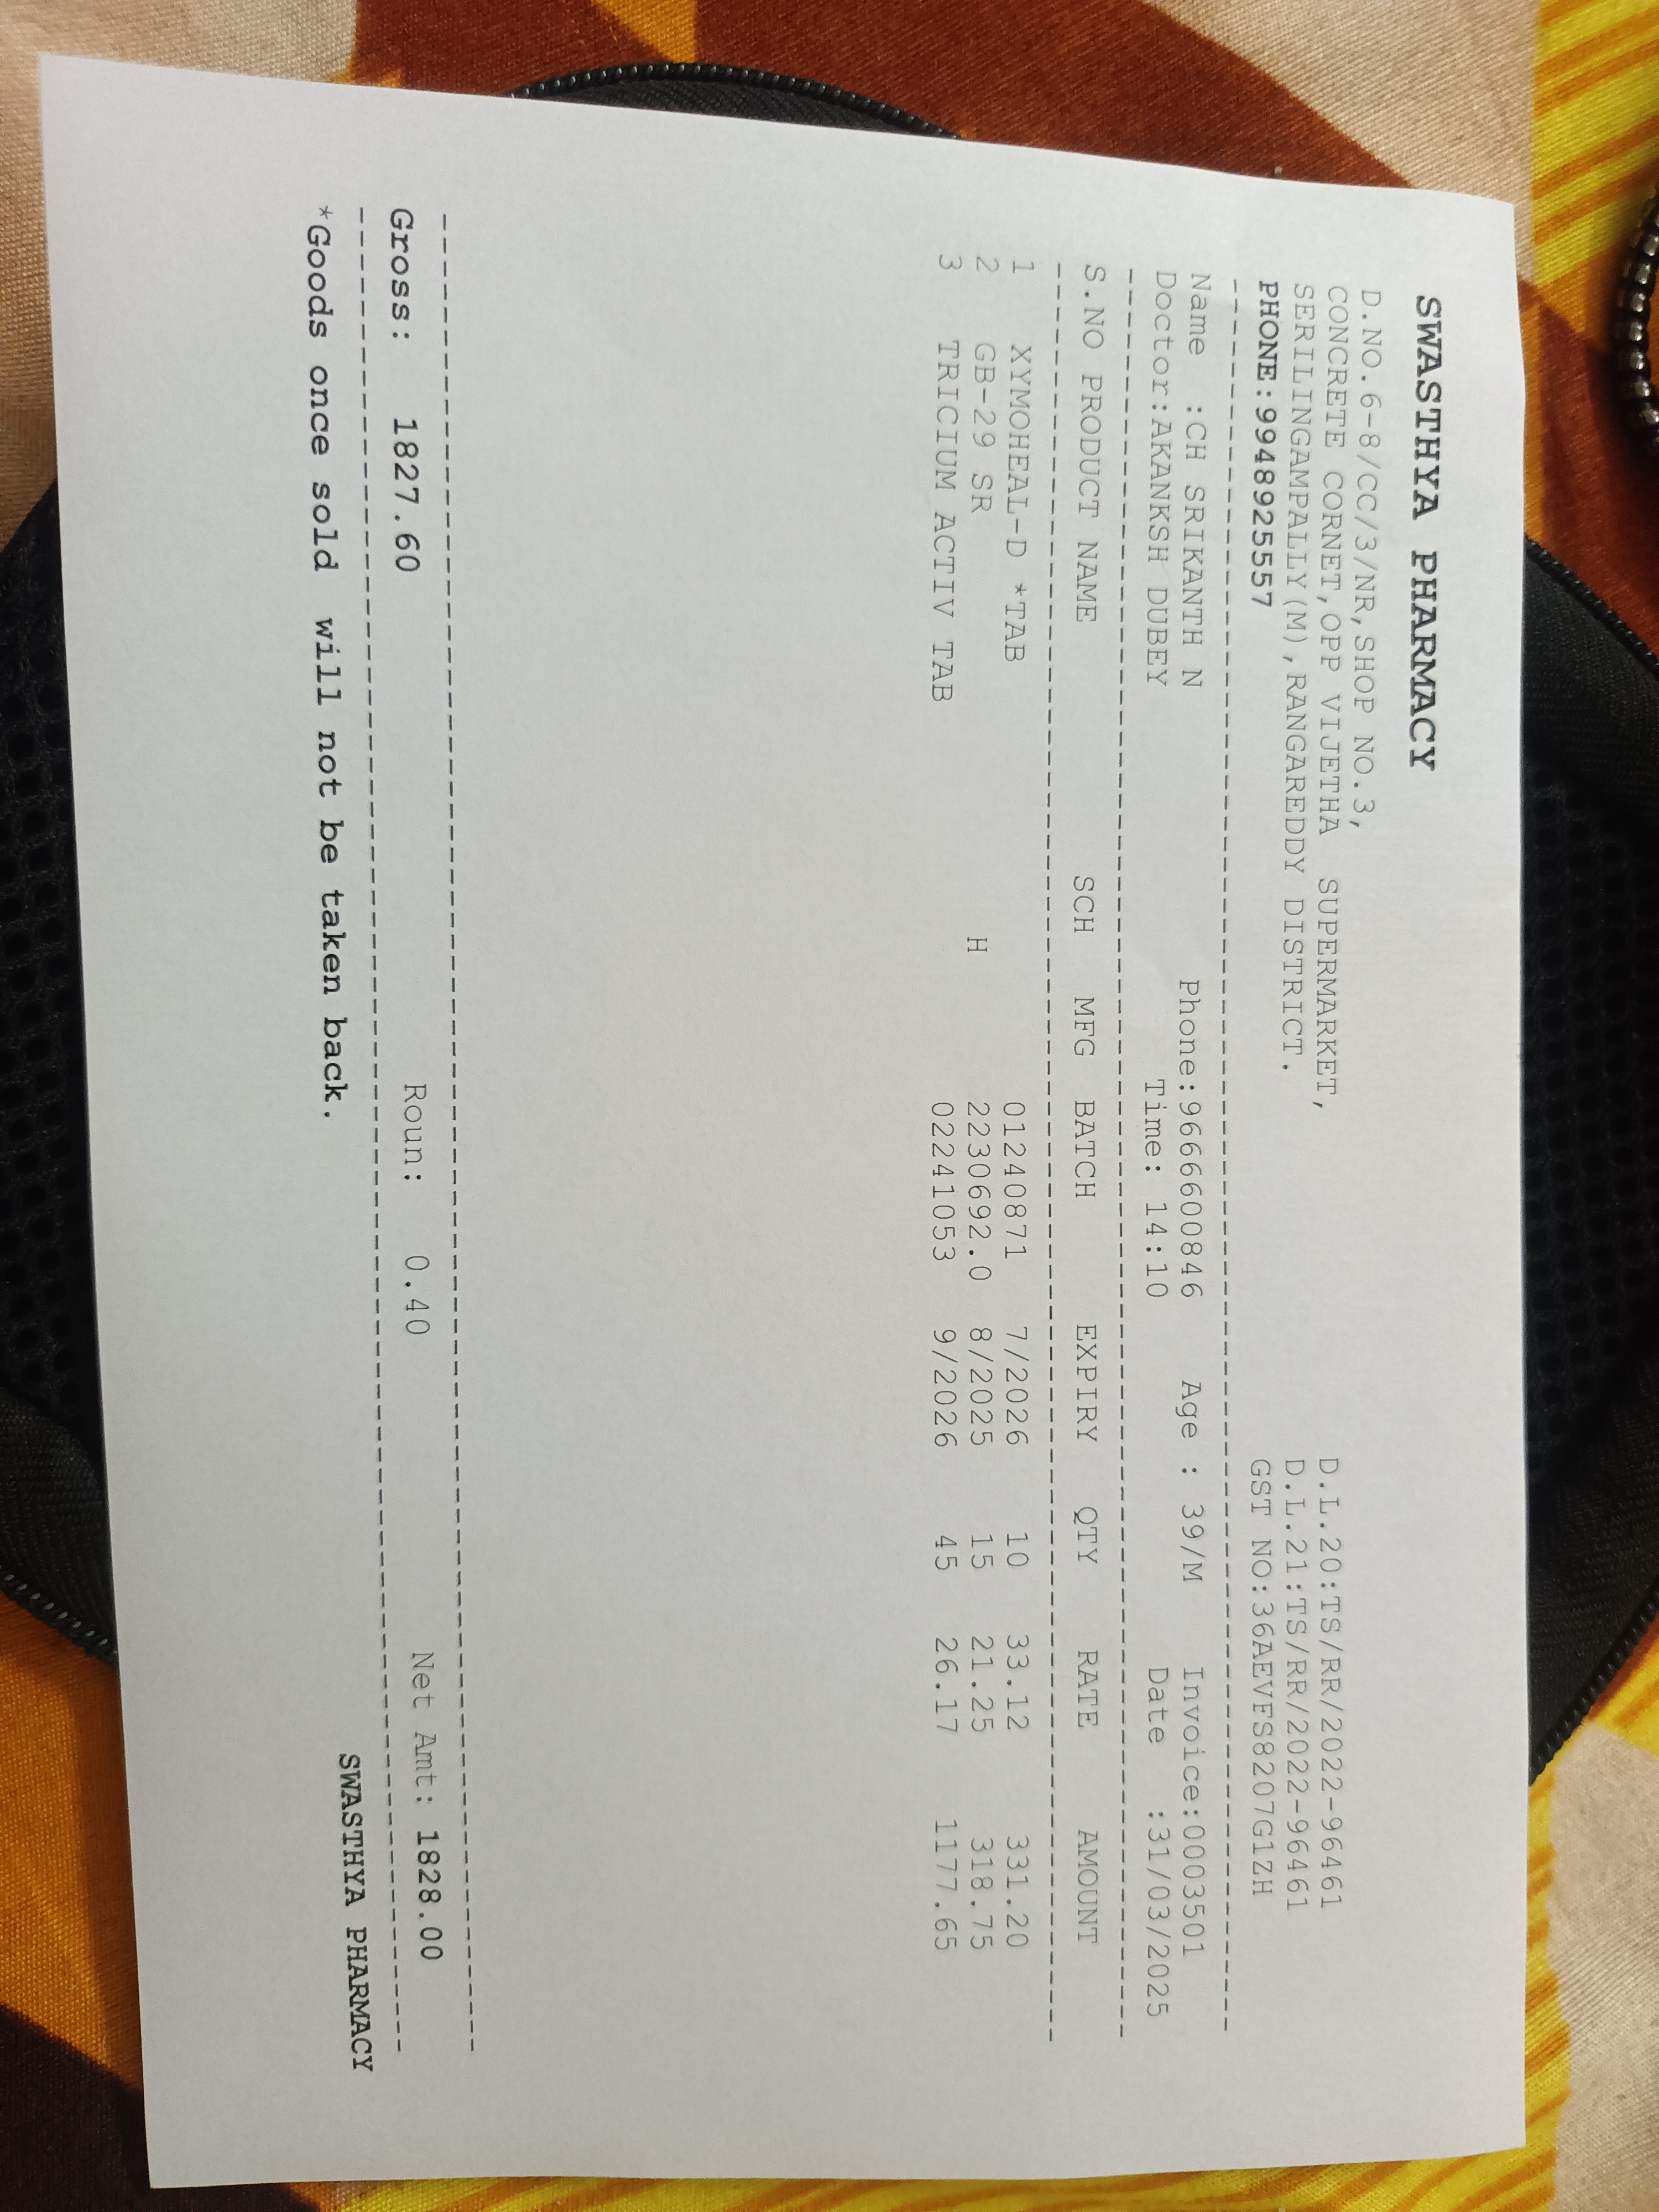 SWASTHYA PHARMACY
D.NO.6-8/CC/3/NR,SHOP NO.3,
CONCRETE CORNET,OPP VIJETHA SUPERMARKET, D.L.20:TS/RR/2022-96461
SERILINGAMPALLY(M),RANGAREDDY DISTRICT. D.L.21:TS/RR/2022-96461
PHONE:9948925557 GST NO:36AEVFS8207G1ZH
Name :CH SRIKANTH N Phone:9666600846 Age : 39/M Invoice:0003501
Doctor:AKANKSH DUBEY Time: 14:10 Date :31/03/2025
S.NO PRODUCT NAME SCH MFG BATCH EXPIRY QTY RATE AMOUNT
1 XYMOHEAL-D *TAB 01240871 7/2026 10 33.12 331.20
2 GB-29 SR H 2230692.0 8/2025 15 21.25 318.75
3 TRICIUM ACTIV TAB 02241053 9/2026 45 26.17 1177.65
Gross: 1827.60 Roun: 0.40 Net Amt: 1828.00
*Goods once sold will not be taken back.
SWASTHYA PHARMACY